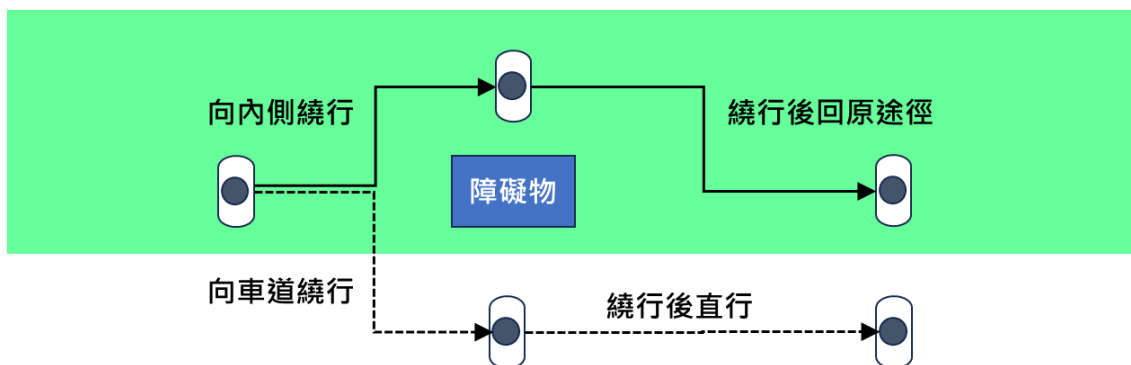 向內側繞行
繞行後回原途徑
障礙物
向車道繞行
繞行後直行